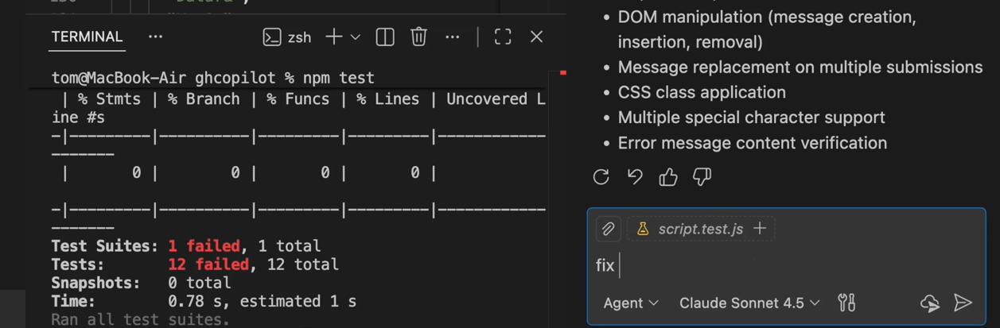 "Datura",
TERMINAL
zsh
tom@MacBook-Air ghcopilot % npm test
| % Stmts | % Branch | % Funcs | % Lines | Uncovered L
ine #s
-|---------|----------|---------|---------|------------
-------
|       0 |        0 |       0 |       0 |
-|---------|----------|---------|---------|------------
-------
Test Suites: 1 failed, 1 total
Tests:       12 failed, 12 total
Snapshots:   0 total
Time:        0.78 s, estimated 1 s
Ran all test suites.
• DOM manipulation (message creation,
insertion, removal)
• Message replacement on multiple submissions
• CSS class application
• Multiple special character support
• Error message content verification
script.test.js
fix
Agent
Claude Sonnet 4.5